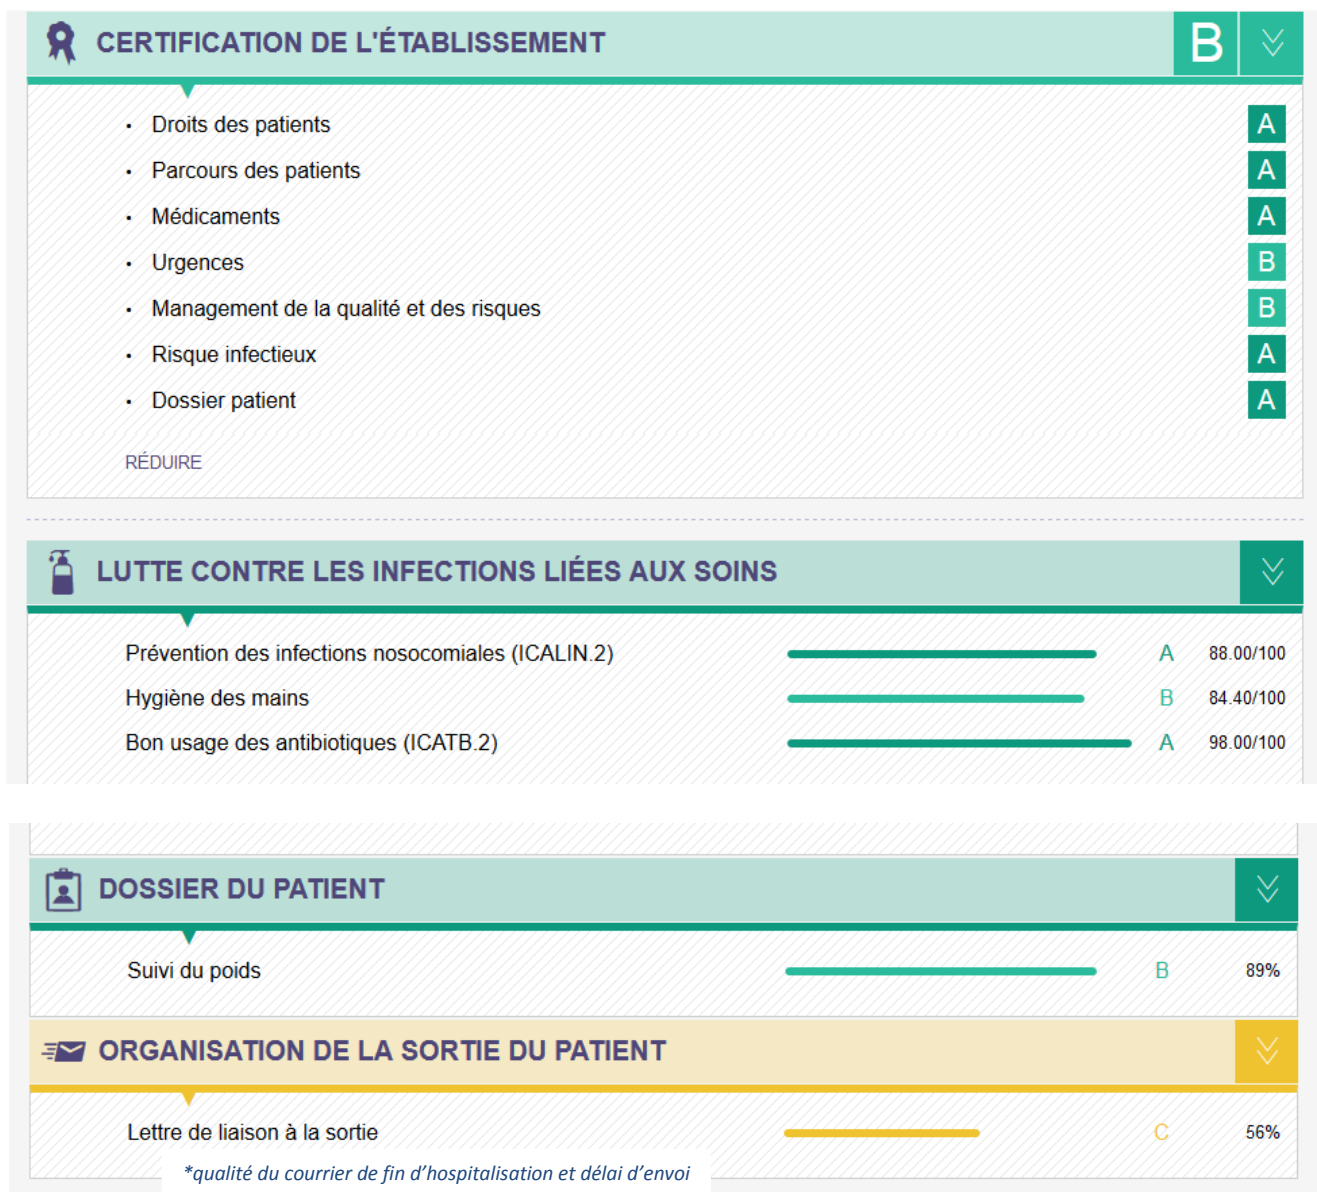 CERTIFICATION DE L'ÉTABLISSEMENT B
• Droits des patients A
• Parcours des patients A
• Médicaments A
• Urgences B
• Management de la qualité et des risques B
• Risque infectieux A
• Dossier patient A
RÉDUIRE
LUTTE CONTRE LES INFECTIONS LIÉES AUX SOINS
Prévention des infections nosocomiales (ICALIN.2) A 88.00/100
Hygiène des mains B 84.40/100
Bon usage des antibiotiques (ICATB.2) A 98.00/100
DOSSIER DU PATIENT
Suivi du poids B 89%
ORGANISATION DE LA SORTIE DU PATIENT
Lettre de liaison à la sortie C 56%
*qualité du courrier de fin d’hospitalisation et délai d’envoi